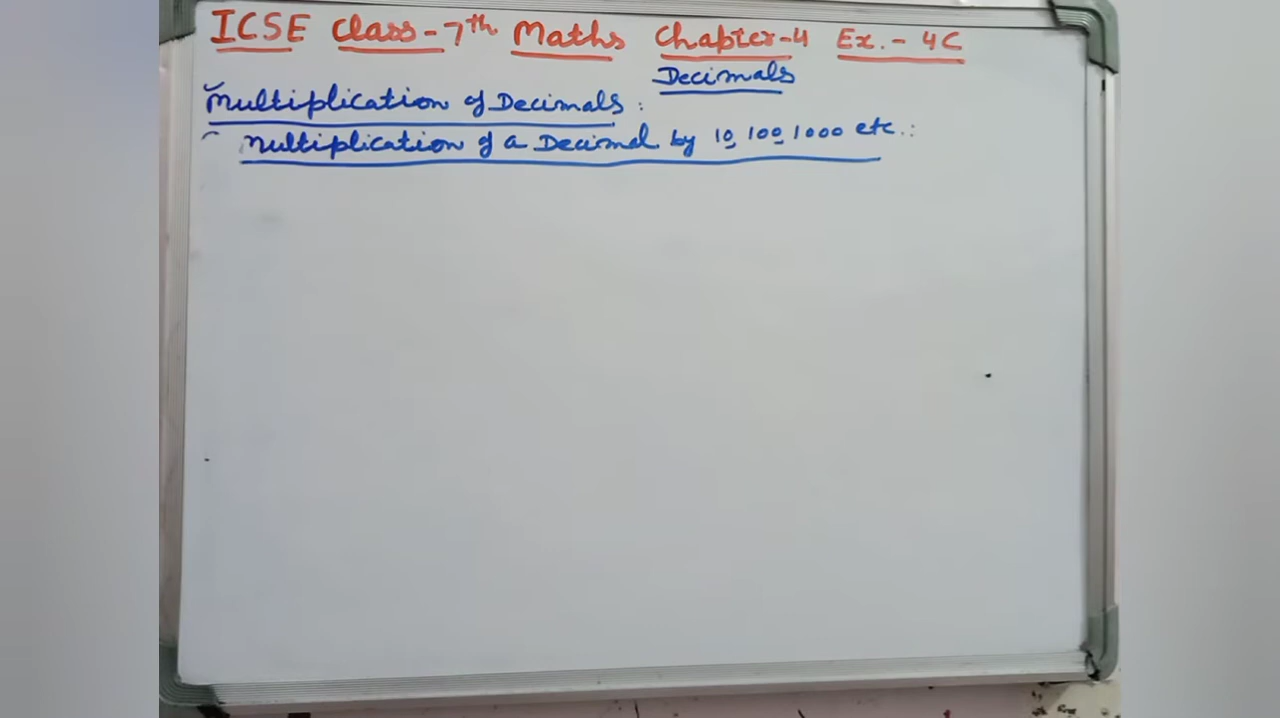 ICSE Class-7th Maths Chapter-4 Ex.- 4C
Decimals
Multiplication of Decimals :
Multiplication of a Decimal by 10 100 1000 etc.: